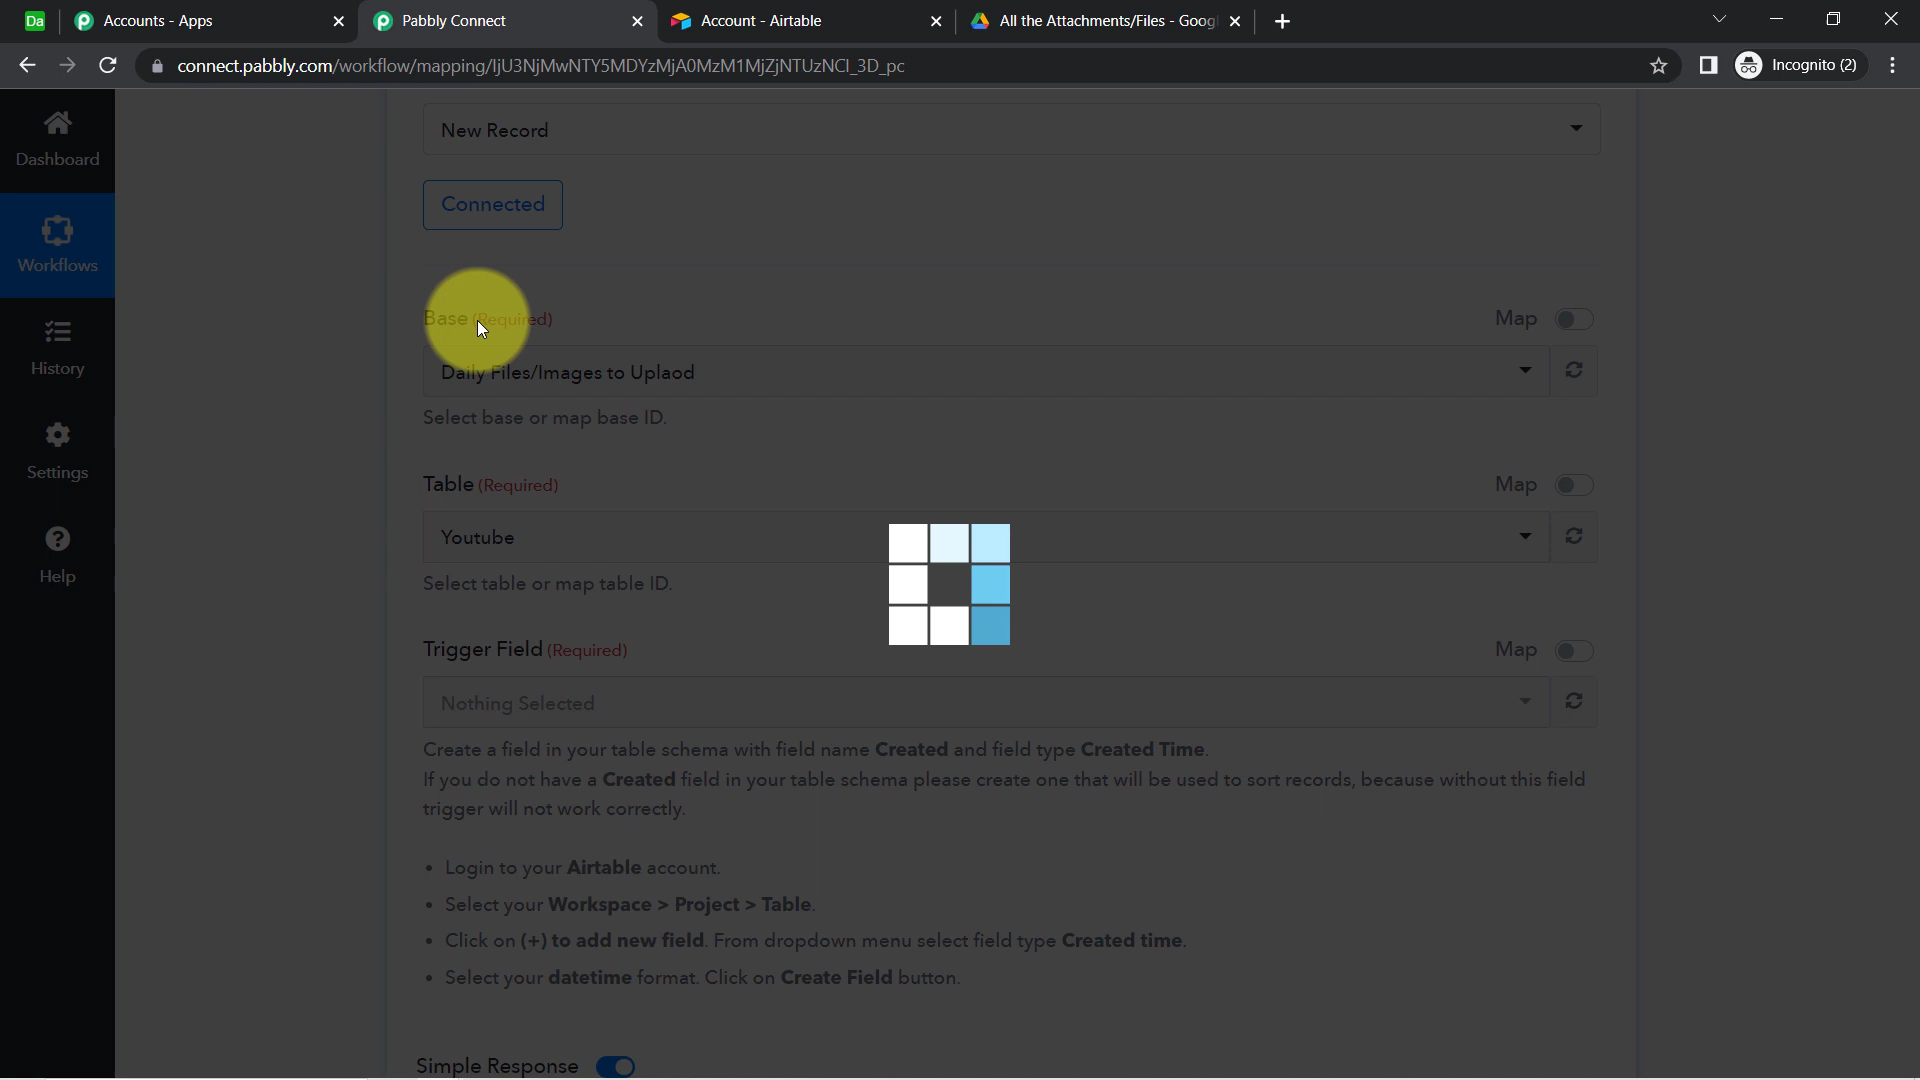 Da
Accounts - Apps
Pabbly Connect
Account - Airtable
All the Attachments/Files - Googl
connect.pabbly.com/workflow/mapping/IjU3NjMwNTY5MDYzMjA0MzM1MjZjNTUzNCI_3D_pc
Incognito (2)
Dashboard
Workflows
History
Settings
Help
New Record
Connected
Base (Required)
Map
Daily Files/Images to Uplaod
Select base or map base ID.
Table (Required)
Map
Youtube
Select table or map table ID.
Trigger Field (Required)
Map
Nothing Selected
Create a field in your table schema with field name Created and field type Created Time.
If you do not have a Created field in your table schema please create one that will be used to sort records, because without this field
trigger will not work correctly.
• Login to your Airtable account.
• Select your Workspace > Project > Table.
• Click on (+) to add new field. From dropdown menu select field type Created time.
• Select your datetime format. Click on Create Field button.
Simple Response